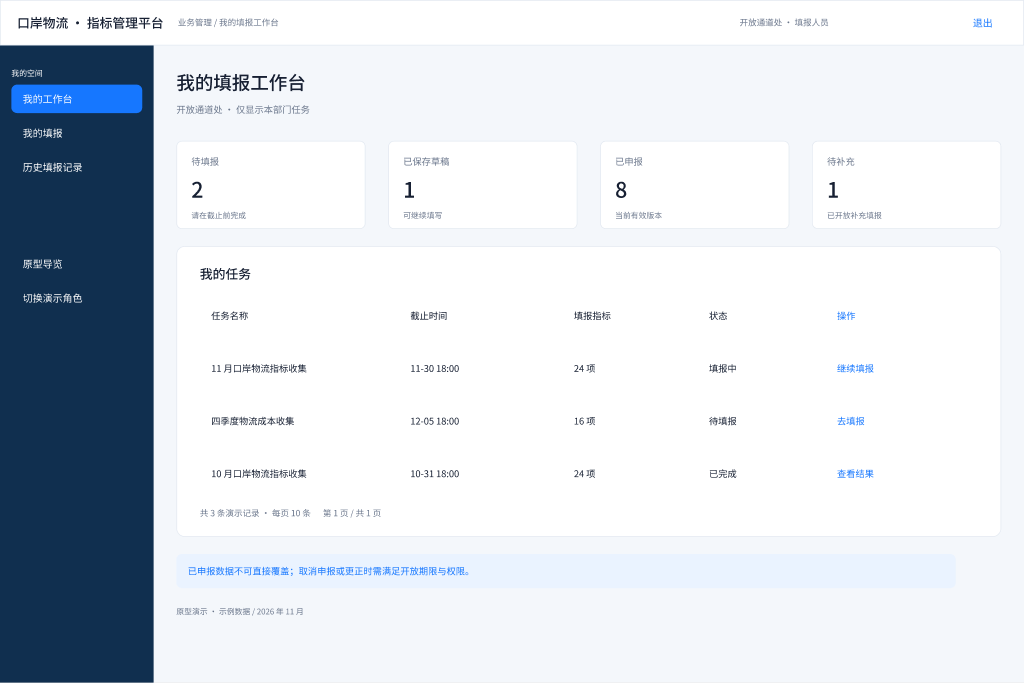 口岸物流 · 指标管理平台
业务管理 / 我的填报工作台
开放通道处 · 填报人员
退出
我的空间
我的工作台
我的填报
历史填报记录
原型导览
切换演示角色
我的填报工作台
开放通道处 · 仅显示本部门任务
待填报
2
请在截止前完成
已保存草稿
1
可继续填写
已申报
8
当前有效版本
待补充
1
已开放补充填报
我的任务
任务名称 截止时间 填报指标 状态 操作
11 月口岸物流指标收集 11-30 18:00 24 项 填报中 继续填报
四季度物流成本收集 12-05 18:00 16 项 待填报 去填报
10 月口岸物流指标收集 10-31 18:00 24 项 已完成 查看结果
共 3 条演示记录 · 每页 10 条 第 1 页 / 共 1 页
已申报数据不可直接覆盖；取消申报或更正时需满足开放期限与权限。
原型演示 · 示例数据 / 2026 年 11 月